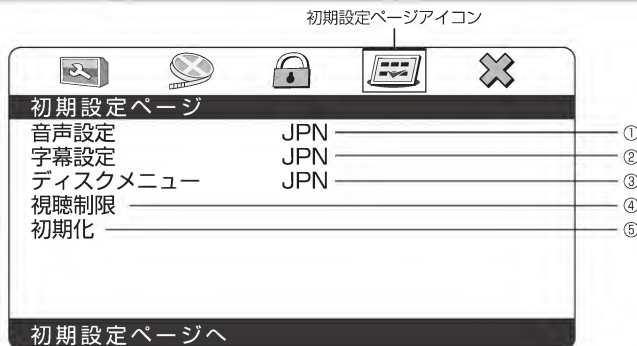 初期設定ページアイコン
初期設定ページ
音声設定 JPN ①
字幕設定 JPN ②
ディスクメニュー JPN ③
視聴制限 ④
初期化 ⑤
初期設定ページへ